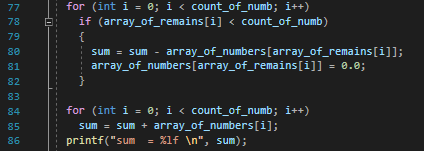 77 for (int i = 0; i < count_of_numb; i++)
78 if (array_of_remains[i] < count_of_numb)
79 {
80 sum = sum - array_of_numbers[array_of_remains[i]];
81 array_of_numbers[array_of_remains[i]] = 0.0;
82 }
83
84 for (int i = 0; i < count_of_numb; i++)
85 sum = sum + array_of_numbers[i];
86 printf("sum  = %lf \n", sum);